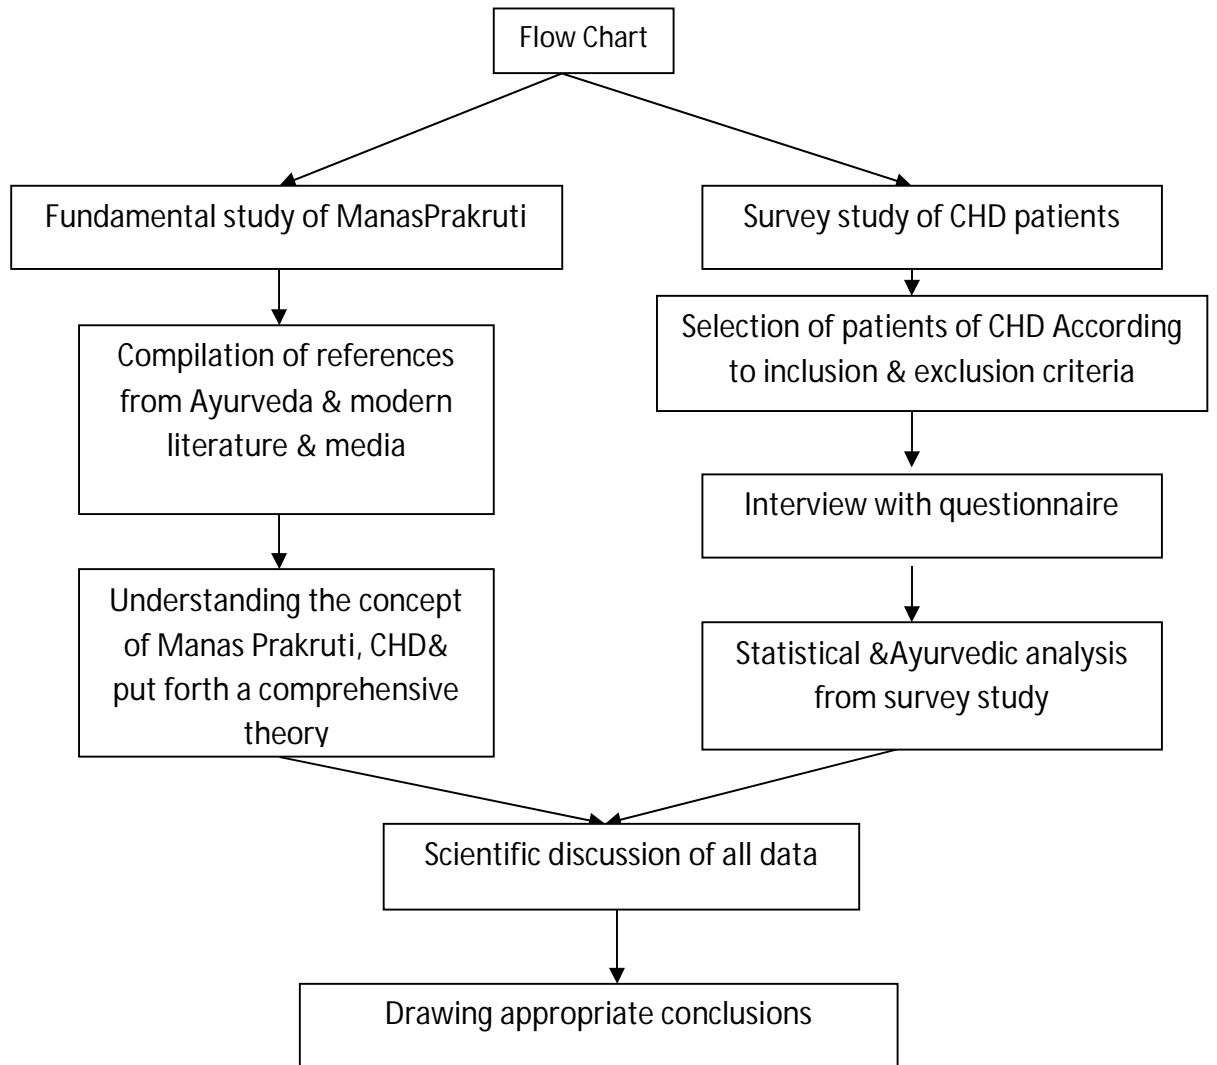 Flow Chart
Fundamental study of ManasPrakruti
Survey study of CHD patients
Compilation of references
from Ayurveda & modern
literature & media
Selection of patients of CHD According
to inclusion & exclusion criteria
Interview with questionnaire
Understanding the concept
of Manas Prakruti, CHD&
put forth a comprehensive
theory
Statistical &Ayurvedic analysis
from survey study
Scientific discussion of all data
Drawing appropriate conclusions